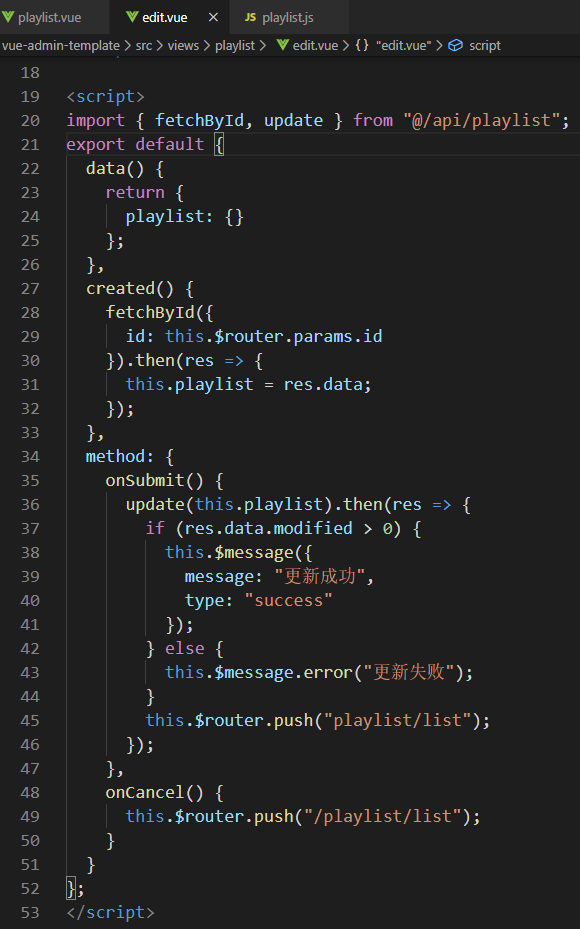 playlist.vue edit.vue × JS playlist.js
vue-admin-template > src > views > playlist > edit.vue > {} "edit.vue" > script
18
19 <script>
20 import { fetchById, update } from "@/api/playlist";
21 export default {
22   data() {
23     return {
24       playlist: {}
25     };
26   },
27   created() {
28     fetchById({
29       id: this.$router.params.id
30     }).then(res => {
31       this.playlist = res.data;
32     });
33   },
34   method: {
35     onSubmit() {
36       update(this.playlist).then(res => {
37         if (res.data.modified > 0) {
38           this.$message({
39             message: "更新成功",
40             type: "success"
41           });
42         } else {
43           this.$message.error("更新失败");
44         }
45         this.$router.push("playlist/list");
46       });
47     },
48     onCancel() {
49       this.$router.push("/playlist/list");
50     }
51   }
52 };
53 </script>